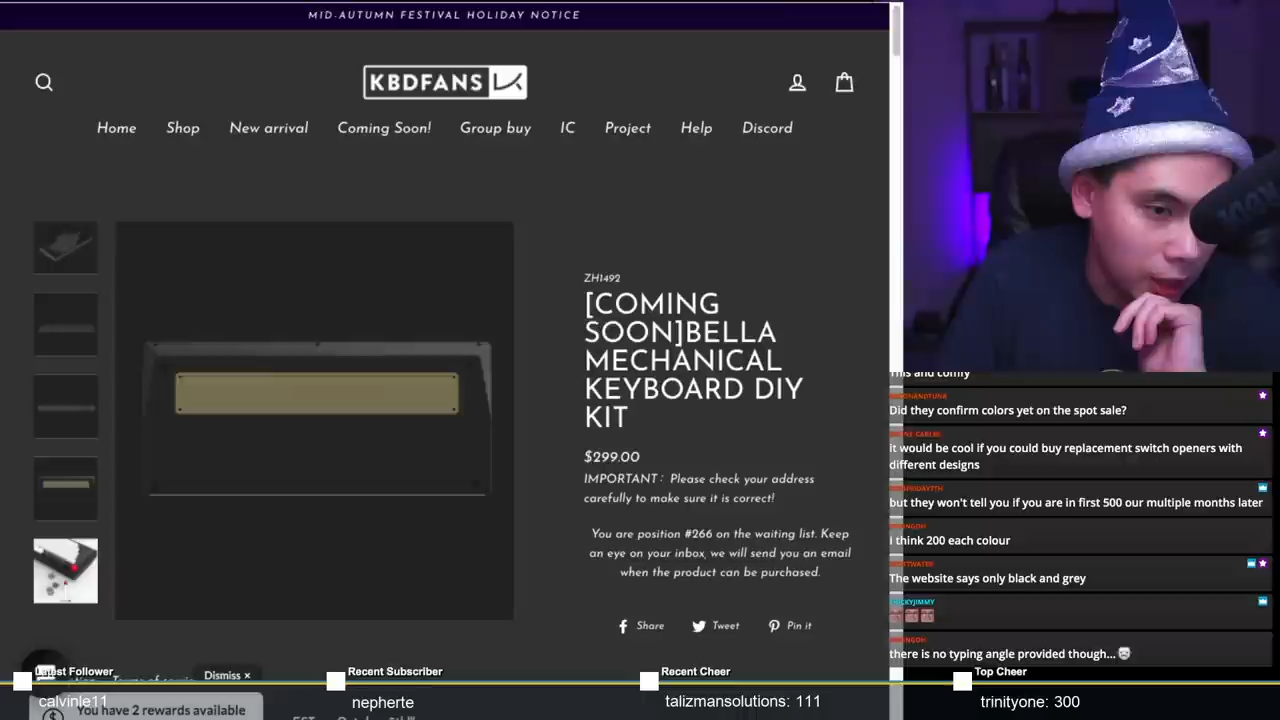 MID-AUTUMN FESTIVAL HOLIDAY NOTICE
KBDFANS
Home Shop New arrival Coming Soon! Group buy IC Project Help Discord
ZH1492
[COMING
SOON]BELLA
MECHANICAL
KEYBOARD DIY
KIT
$299.00
IMPORTANT : Please check your address
carefully to make sure it is correct!
You are position #266 on the waiting list. Keep
an eye on your inbox, we will send you an email
when the product can be purchased.
Share Tweet Pin it
This and comfy
Did they confirm colors yet on the spot sale?
it would be cool if you could buy replacement switch openers with
different designs
but they won't tell you if you are in first 500 our multiple months later
i think 200 each colour
The website says only black and grey
there is no typing angle provided though...
Dismiss ×
You have 2 rewards available
Latest Follower
calvinle11
Recent Subscriber
nepherte
Recent Cheer
talizmansolutions: 111
Top Cheer
trinityone: 300